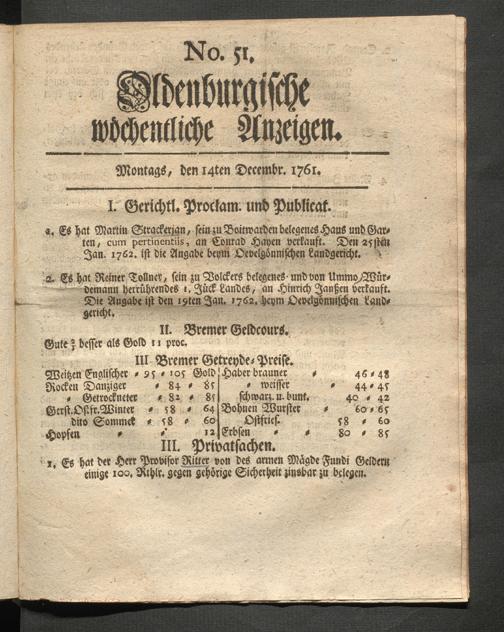 No. 51.
Oldenburgische
wöchentliche Anzeigen.
Montags, den 14ten Decembr. 1761.
I. Gerichtl. Proclam. und Publicat.
1. Es hat Martin Strackerjan, sein zu Boitwarden belegenes Haus und Gar-
ten, cum pertinentiis, an Conrad Hayen verkauft. Den 25sten
Jan. 1762. ist die Angabe beym Oevelgönnischen Landgericht.
2. Es hat Reiner Tollner, sein zu Volckers belegenes und von Ummo Wür-
demann herrührendes 1. Jück Landes, an Hinrich Janßen verkauft.
Die Angabe ist den 19ten Jan. 1762. beym Oevelgönnischen Land-
gericht.
II. Bremer Geldcours.
Gute ⅔ besser als Gold 11 proc.
III Bremer Getreyde-Preise.
Weitzen Englischer = 95 = 105 Gold Haber brauner = 46 = 48
Rocken Danziger = 84 = 85 = weisser = 44 = 45
= Getrockneter = 82 = 85 schwarz u. bunt. 40 = 42
Gerst. Ostfr. Winter = 58 = 64 Bohnen Wurster = 60 = 65
dito Sommer = 58 = 60 Ostfries. 58 = 60
Hopfen = = 12 Erbsen = = 80 = 85
III. Privatsachen.
1. Es hat der Herr Provisor Ritter von des armen Mägde Fundi Geldern
einige 100. Rthlr. gegen gehörige Sicherheit zinsbar zu belegen.